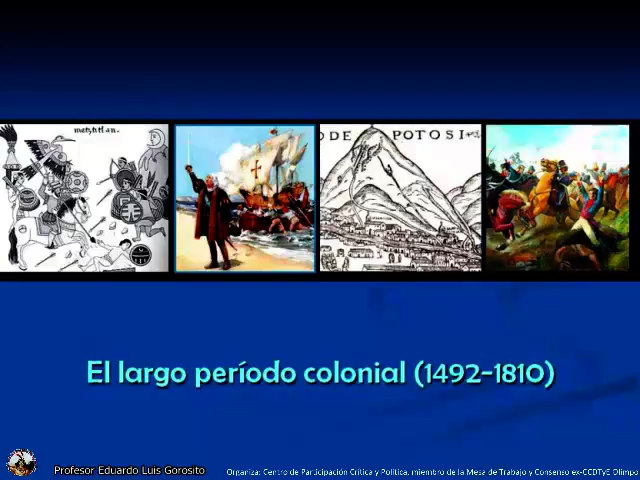 metztitlan.
O DE POTOSI
El largo período colonial (1492-1810)
Profesor Eduardo Luis Gorosito
Organiza: Centro de Participación Crítica y Política, miembro de la Mesa de Trabajo y Consenso ex-CCDTyE Olimpo